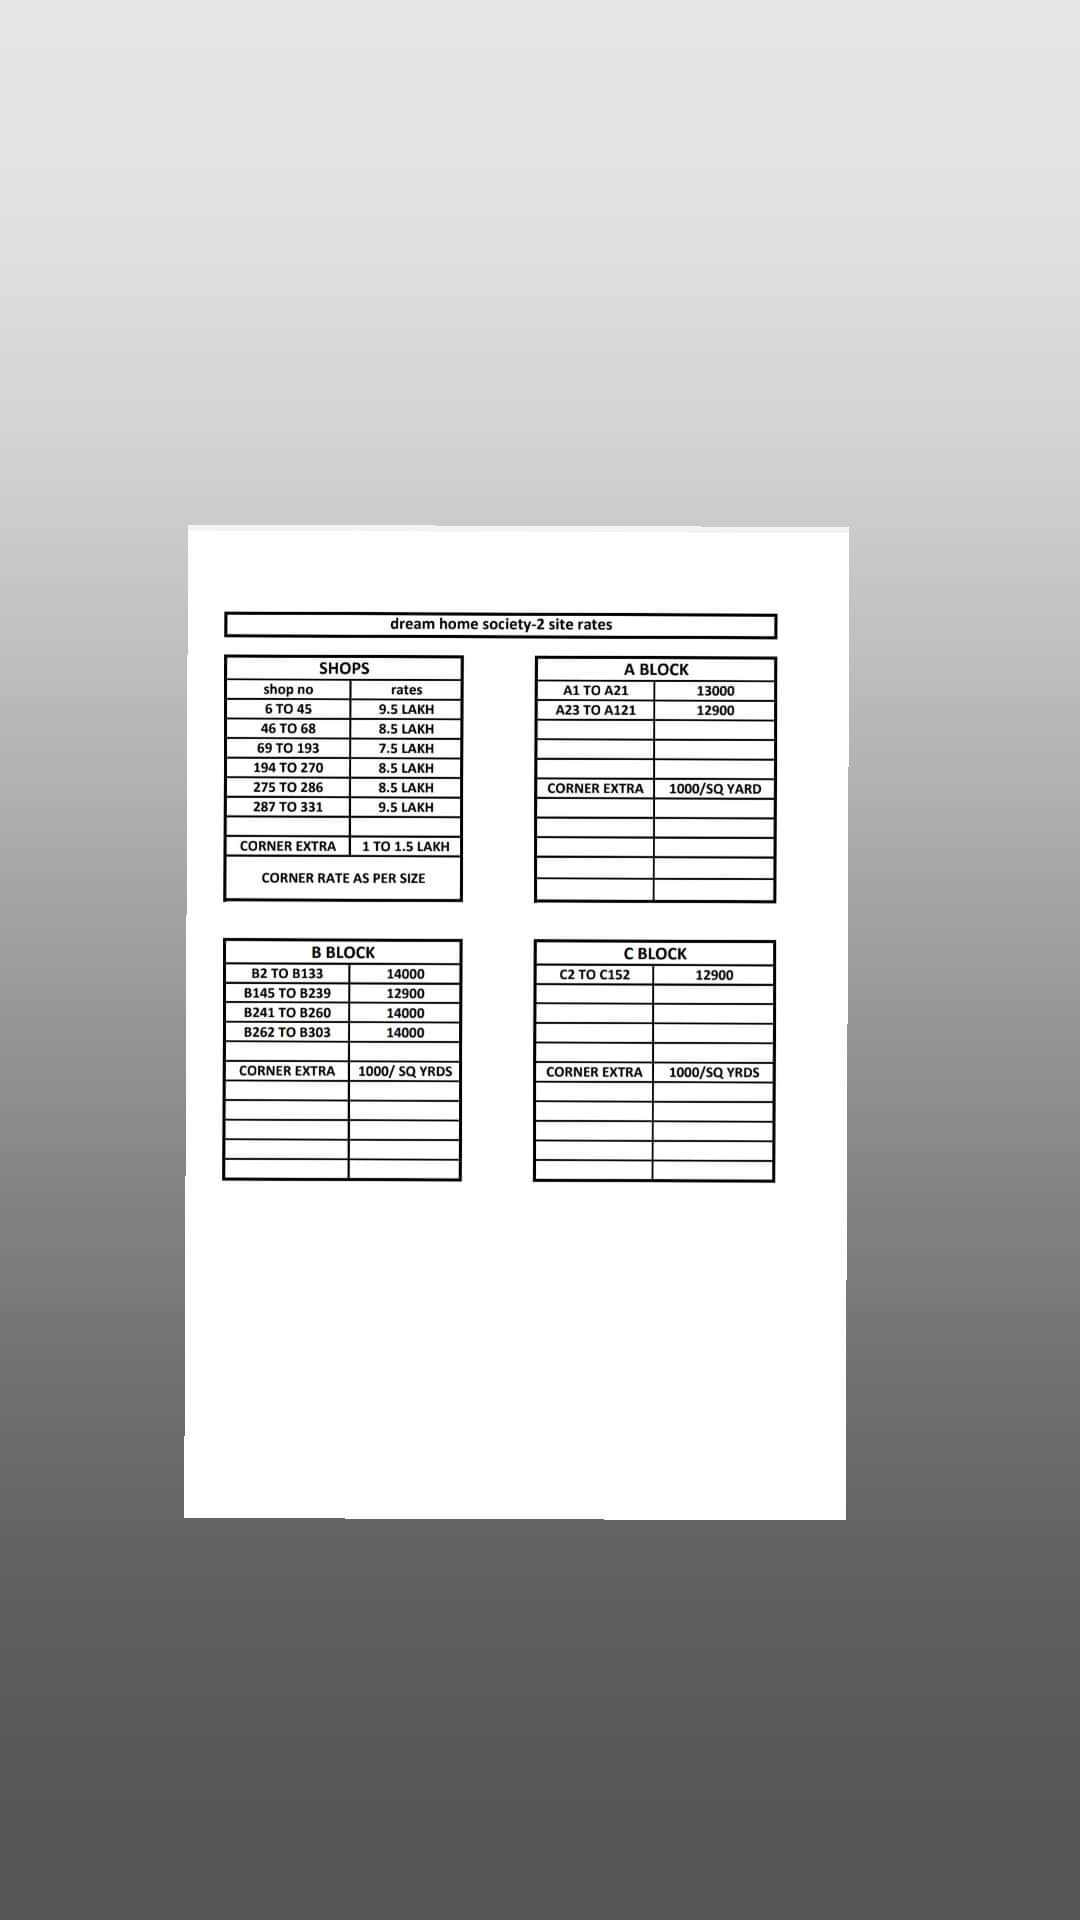 dream home society-2 site rates
SHOPS
shop no rates
6 TO 45 9.5 LAKH
46 TO 68 8.5 LAKH
69 TO 193 7.5 LAKH
194 TO 270 8.5 LAKH
275 TO 286 8.5 LAKH
287 TO 331 9.5 LAKH
CORNER EXTRA 1 TO 1.5 LAKH
CORNER RATE AS PER SIZE
A BLOCK
A1 TO A21 13000
A23 TO A121 12900
CORNER EXTRA 1000/SQ YARD
B BLOCK
B2 TO B133 14000
B145 TO B239 12900
B241 TO B260 14000
B262 TO B303 14000
CORNER EXTRA 1000/ SQ YRDS
C BLOCK
C2 TO C152 12900
CORNER EXTRA 1000/SQ YRDS